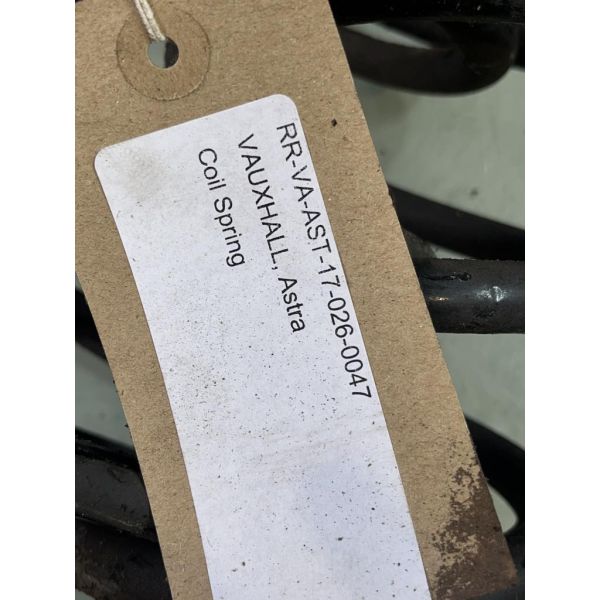 RR-VA-AST-17-026-0047
VAUXHALL, Astra
Coil Spring